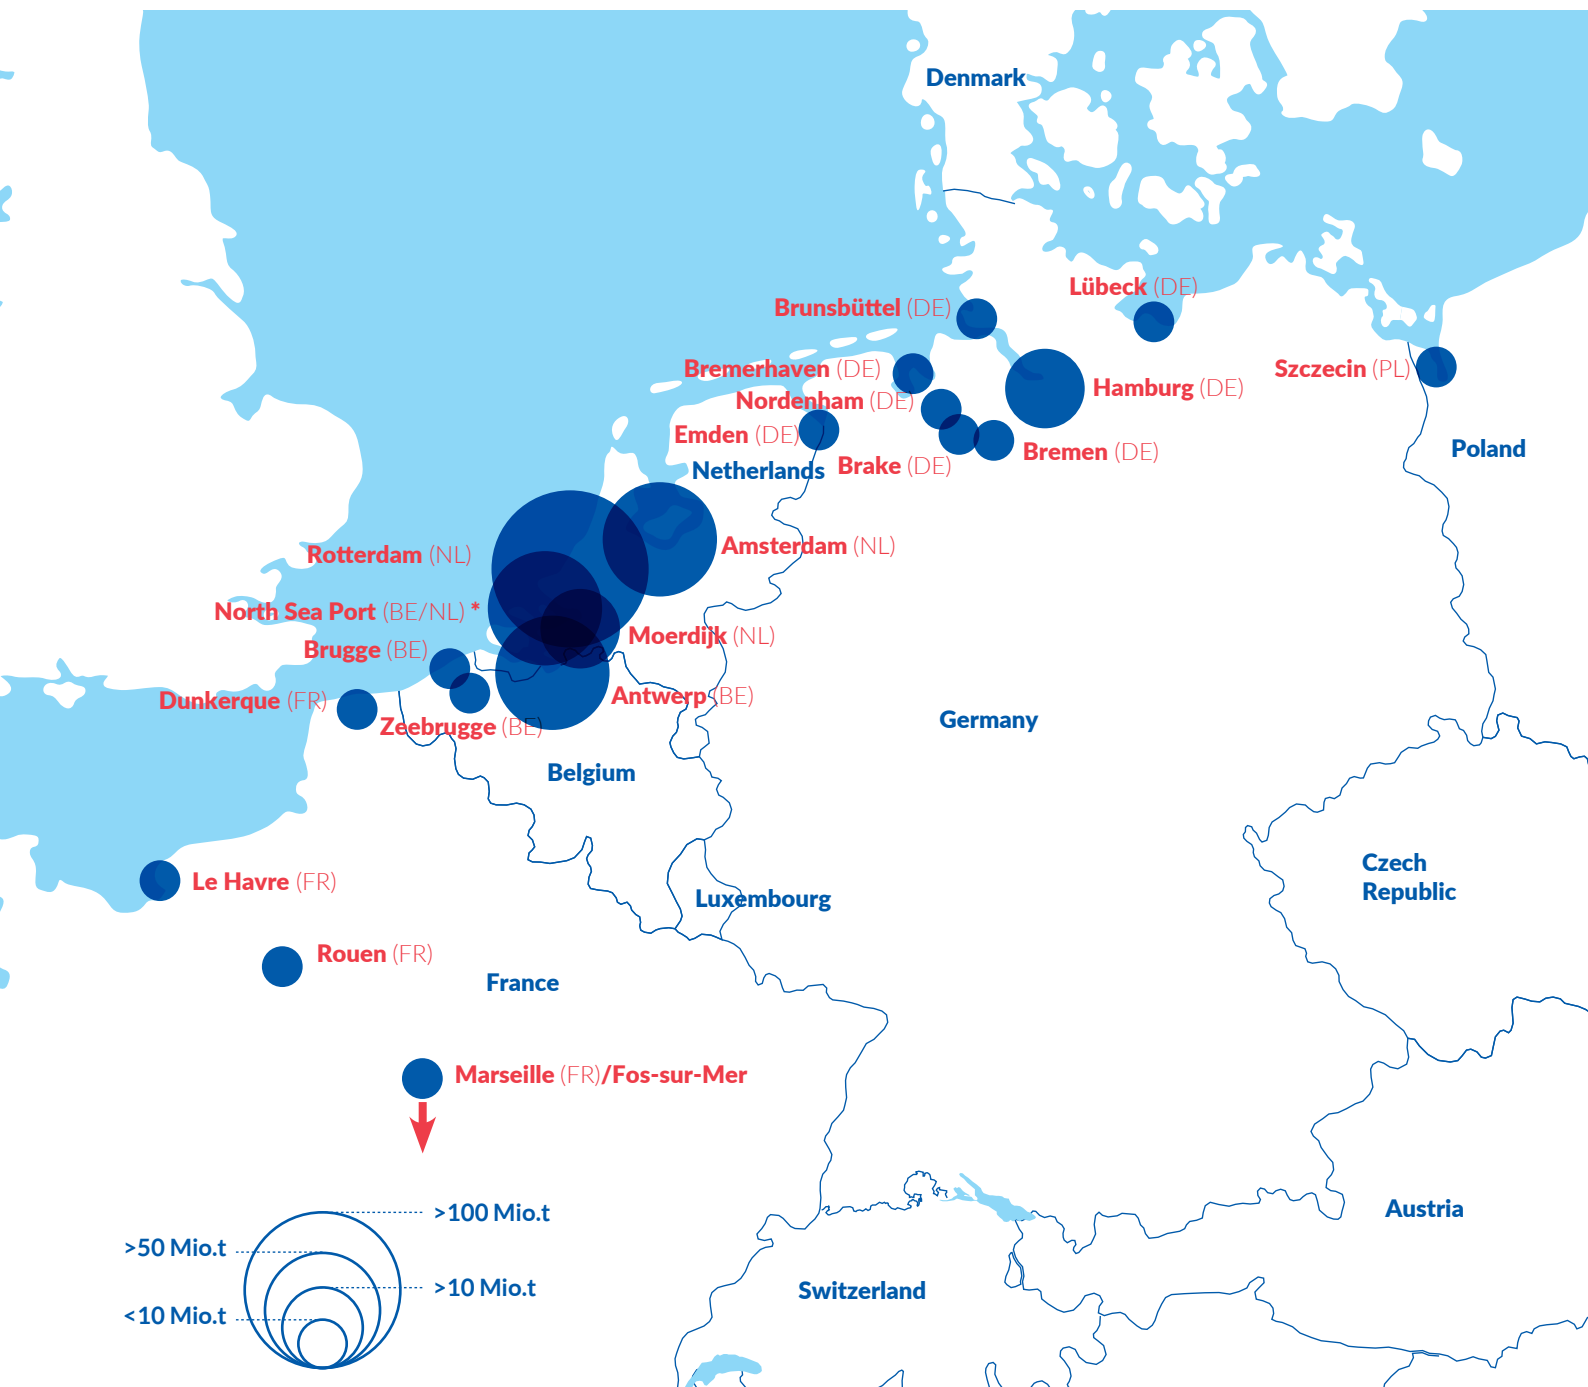 Denmark
Lübeck (DE)
Brunsbüttel (DE)
Bremerhaven (DE)
Szczecin (PL)
Hamburg (DE)
Nordenham (DE)
Emden (DE)
Bremen (DE)
Poland
Netherlands
Brake (DE)
Amsterdam (NL)
Rotterdam (NL)
North Sea Port (BE/NL) *
Moerdijk (NL)
Brugge (BE)
Antwerp (BE)
Dunkerque (FR)
Zeebrugge (BE)
Germany
Belgium
Czech
Republic
Le Havre (FR)
Luxembourg
Rouen (FR)
France
Marseille (FR)/Fos-sur-Mer
Austria
>100 Mio.t
>50 Mio.t
>10 Mio.t
Switzerland
<10 Mio.t